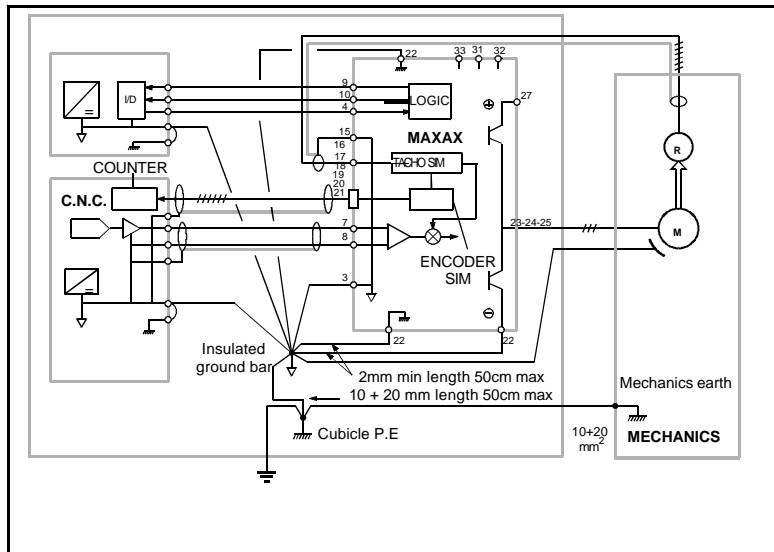 22
33
31
32
I/D
9
10
4
LOGIC
27
15
MAXAX
16
17
18
TACHO SIM
R
COUNTER
19
20
21
C.N.C.
7
8
23-24-25
M
ENCODER
SIM
3
22
22
Insulated
ground bar
2mm min length 50cm max
10 + 20 mm length 50cm max
Mechanics earth
Cubicle P.E
10+20
mm2
MECHANICS